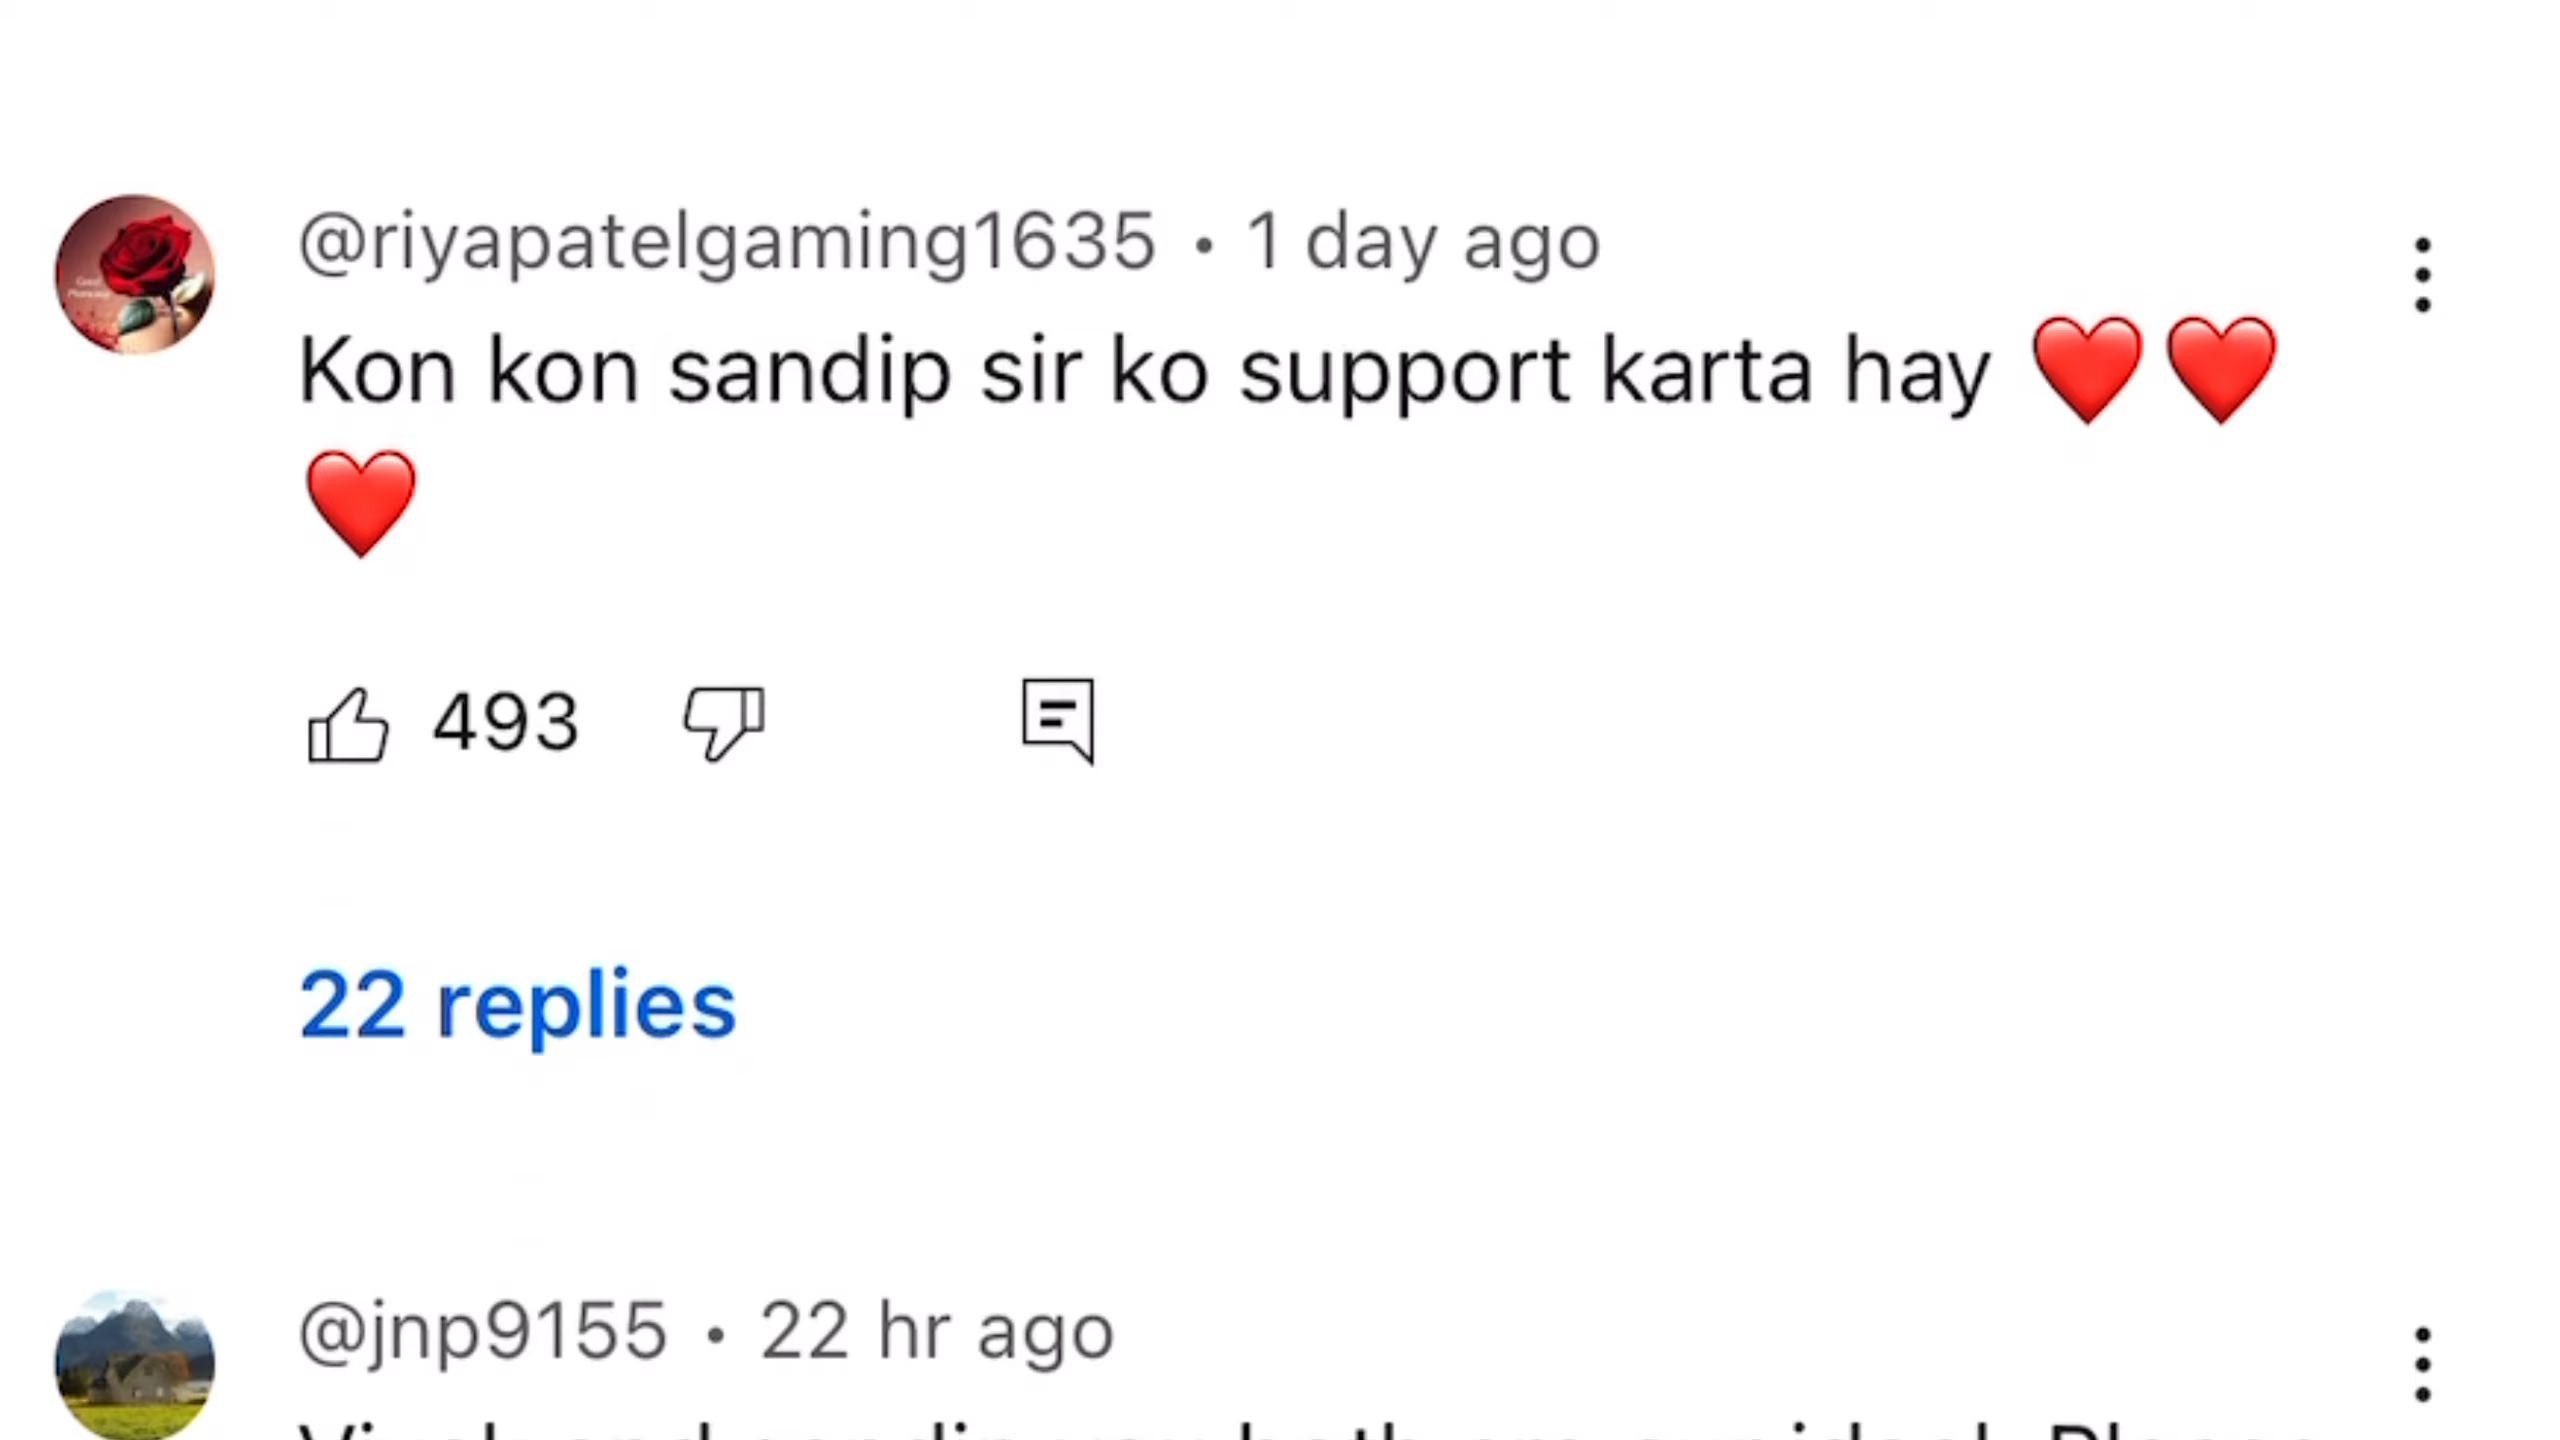 @riyapatelgaming1635 • 1 day ago
Kon kon sandip sir ko support karta hay ❤️❤️
❤️
493
22 replies
@jnp9155 • 22 hr ago